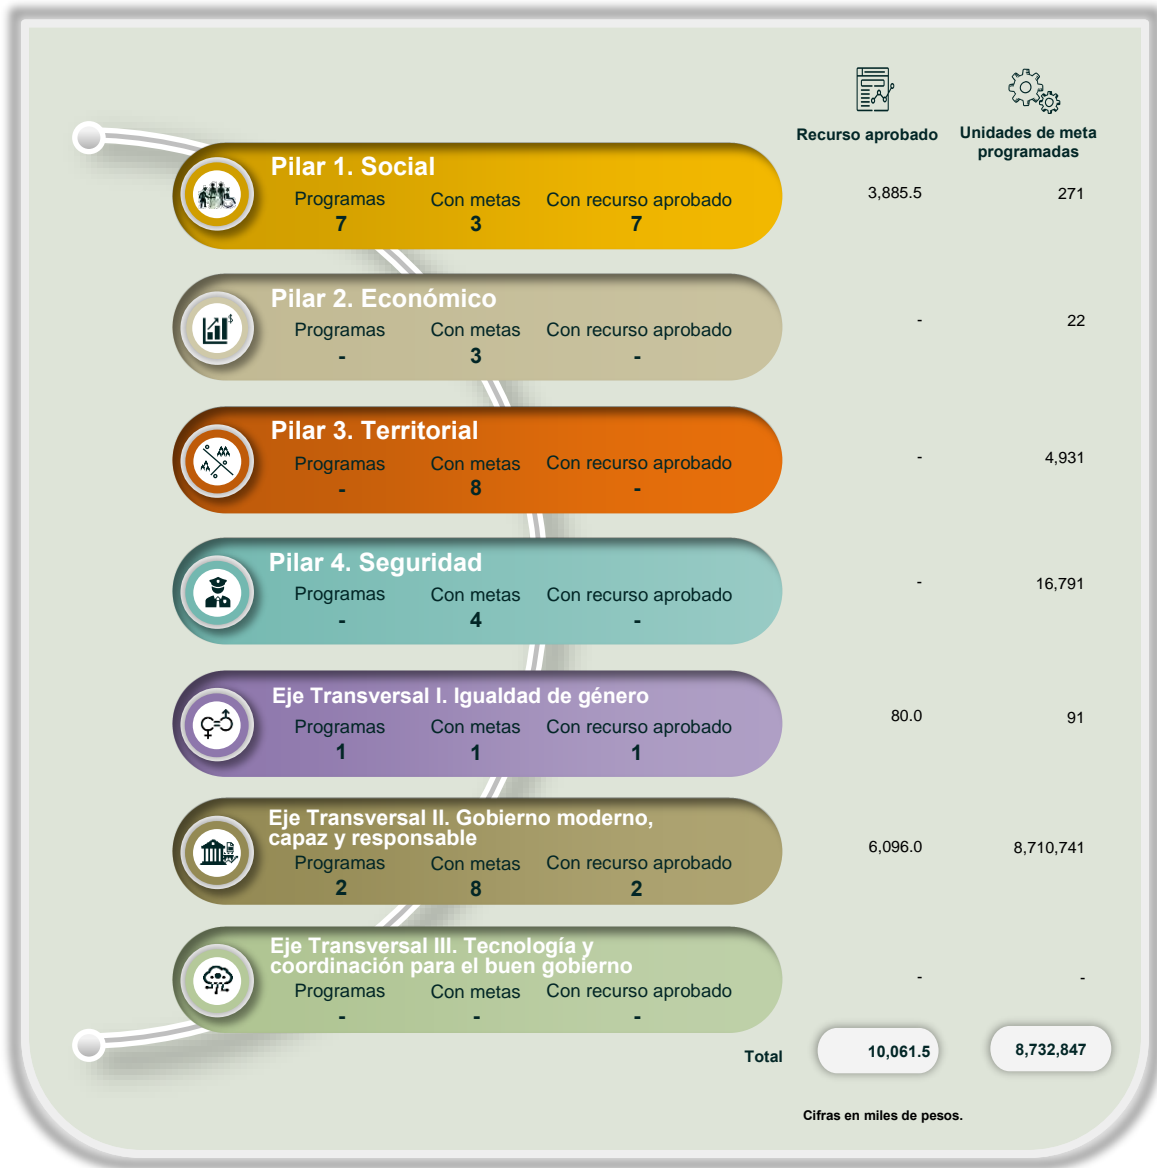 Recurso aprobado
Unidades de meta
programadas
Pilar 1. Social
Programas Con metas Con recurso aprobado
7 3 7
3,885.5 271
Pilar 2. Económico
Programas Con metas Con recurso aprobado
- 3 -
- 22
Pilar 3. Territorial
Programas Con metas Con recurso aprobado
- 8 -
- 4,931
Pilar 4. Seguridad
Programas Con metas Con recurso aprobado
- 4 -
- 16,791
Eje Transversal I. Igualdad de género
Programas Con metas Con recurso aprobado
1 1 1
80.0 91
Eje Transversal II. Gobierno moderno,
capaz y responsable
Programas Con metas Con recurso aprobado
2 8 2
6,096.0 8,710,741
Eje Transversal III. Tecnología y
coordinación para el buen gobierno
Programas Con metas Con recurso aprobado
- - -
- -
Total 10,061.5 8,732,847
Cifras en miles de pesos.